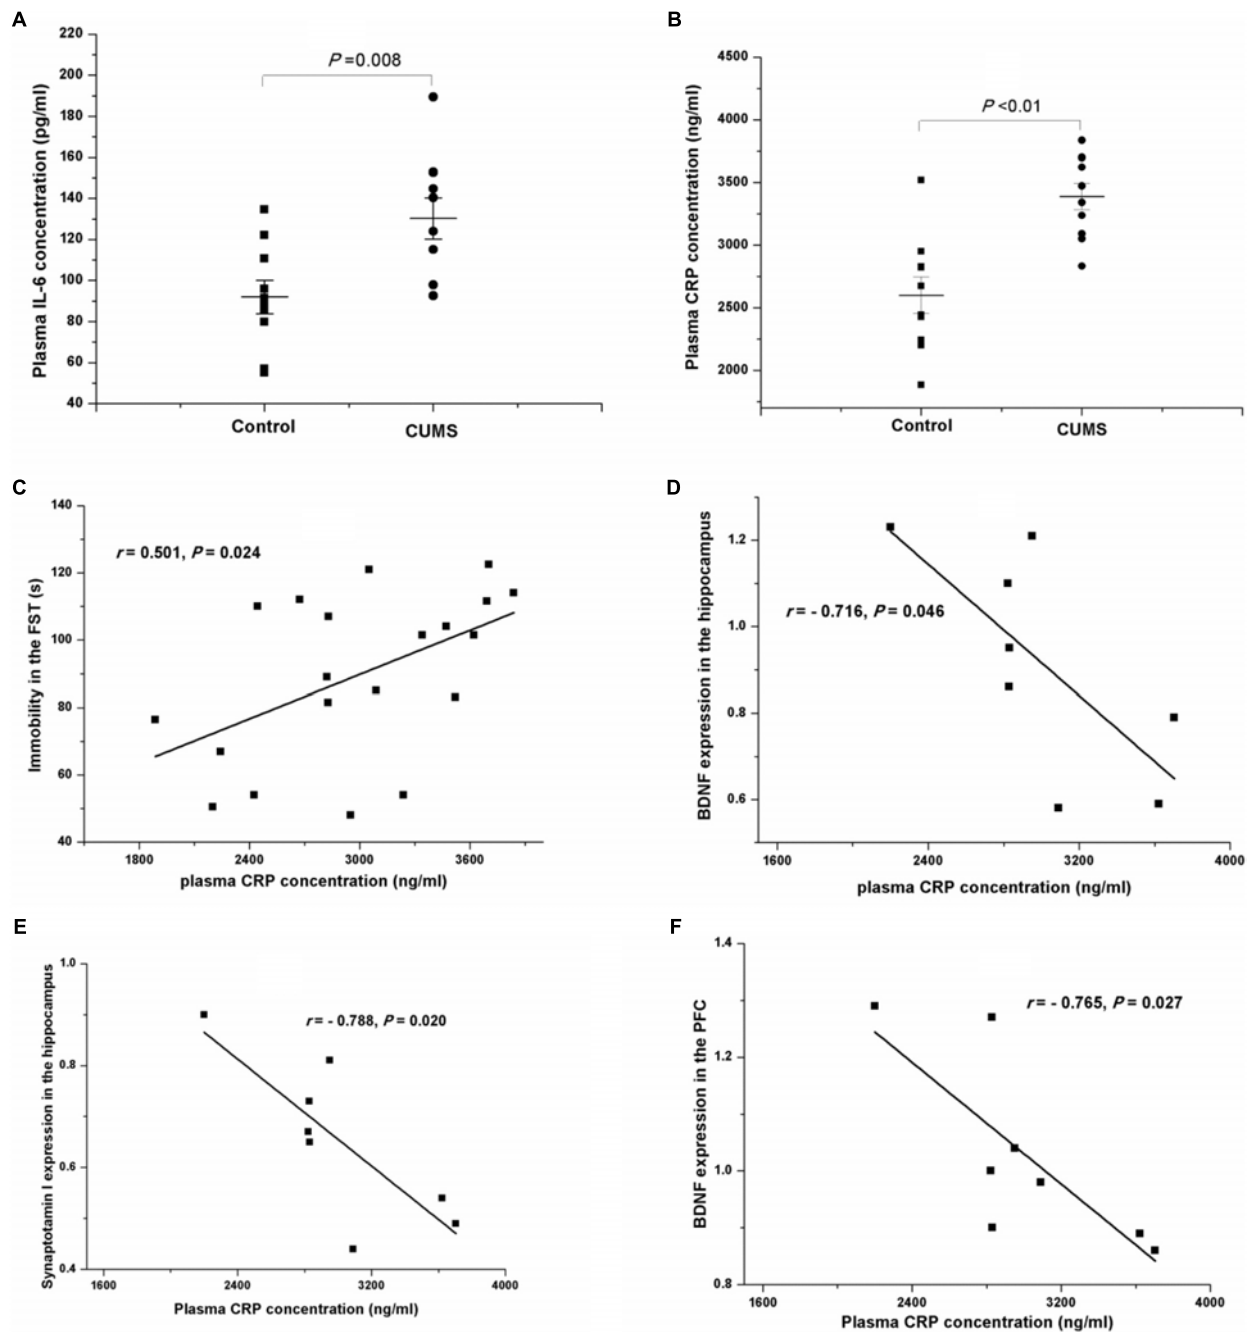 A
220
200
180
160
140
120
100
80
60
40
Plasma IL-6 concentration (pg/ml)
P =0.008
Control
CUMS
B
4500
4000
3500
3000
2500
2000
Plasma CRP concentration (ng/ml)
P <0.01
Control
CUMS
C
140
120
100
80
60
40
Immobility in the FST (s)
r = 0.501, P = 0.024
1800
2400
3000
3600
plasma CRP concentration (ng/ml)
D
1.2
1.0
0.8
0.6
BDNF expression in the hippocampus
r = - 0.716, P = 0.046
1600
2400
3200
4000
plasma CRP concentration (ng/ml)
E
1.0
0.8
0.6
0.4
Synaptotamin I expression in the hippocampus
r = - 0.788, P = 0.020
1600
2400
3200
4000
Plasma CRP concentration (ng/ml)
F
1.4
1.2
1.0
0.8
BDNF expression in the PFC
r = - 0.765, P = 0.027
1600
2400
3200
4000
Plasma CRP concentration (ng/ml)